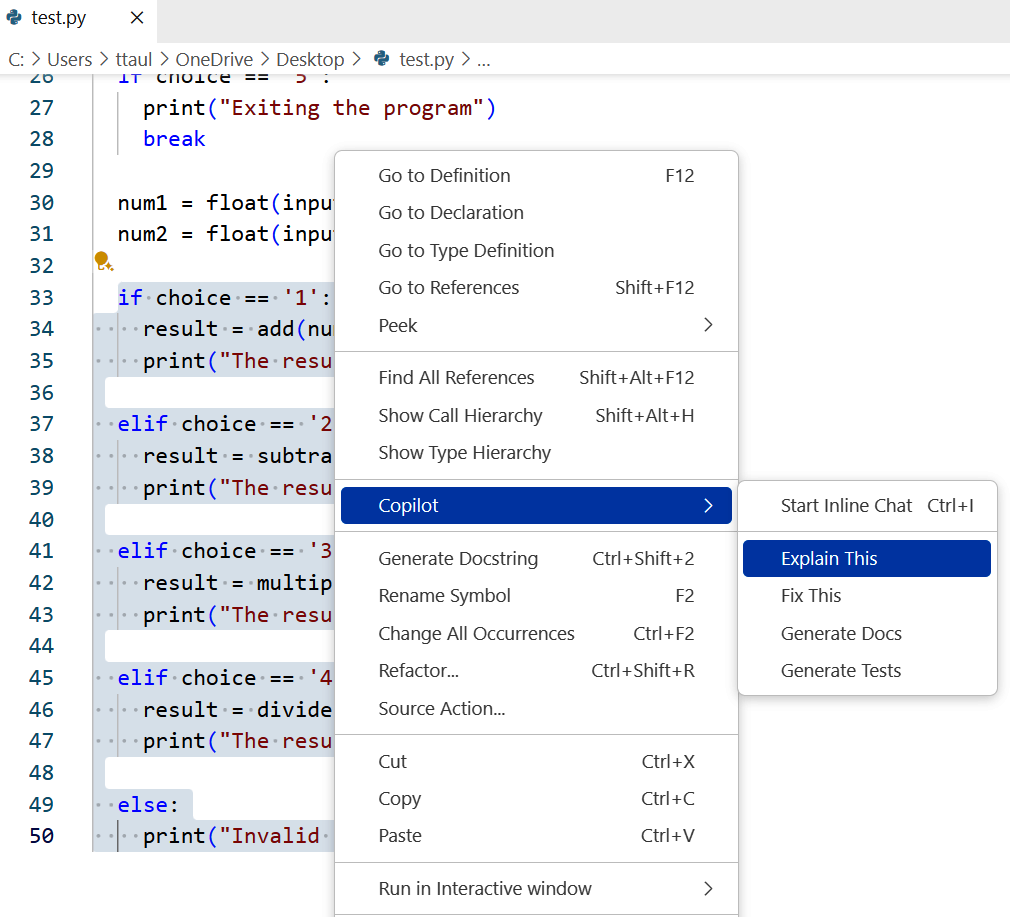 test.py
C: > Users > ttaul > OneDrive > Desktop > test.py > ...
26 if choice == '5':
27 print("Exiting the program")
28 break
29
30 num1 = float(inpu
31 num2 = float(inpu
32
33 if choice == '1':
34 result = add(nu
35 print("The resu
36
37 elif choice == '2
38 result = subtra
39 print("The resu
40
41 elif choice == '3
42 result = multip
43 print("The resu
44
45 elif choice == '4
46 result = divide
47 print("The resu
48
49 else:
50 print("Invalid
Go to Definition F12
Go to Declaration
Go to Type Definition
Go to References Shift+F12
Peek
Find All References Shift+Alt+F12
Show Call Hierarchy Shift+Alt+H
Show Type Hierarchy
Copilot
Generate Docstring Ctrl+Shift+2
Rename Symbol F2
Change All Occurrences Ctrl+F2
Refactor... Ctrl+Shift+R
Source Action...
Cut Ctrl+X
Copy Ctrl+C
Paste Ctrl+V
Run in Interactive window
Start Inline Chat Ctrl+I
Explain This
Fix This
Generate Docs
Generate Tests